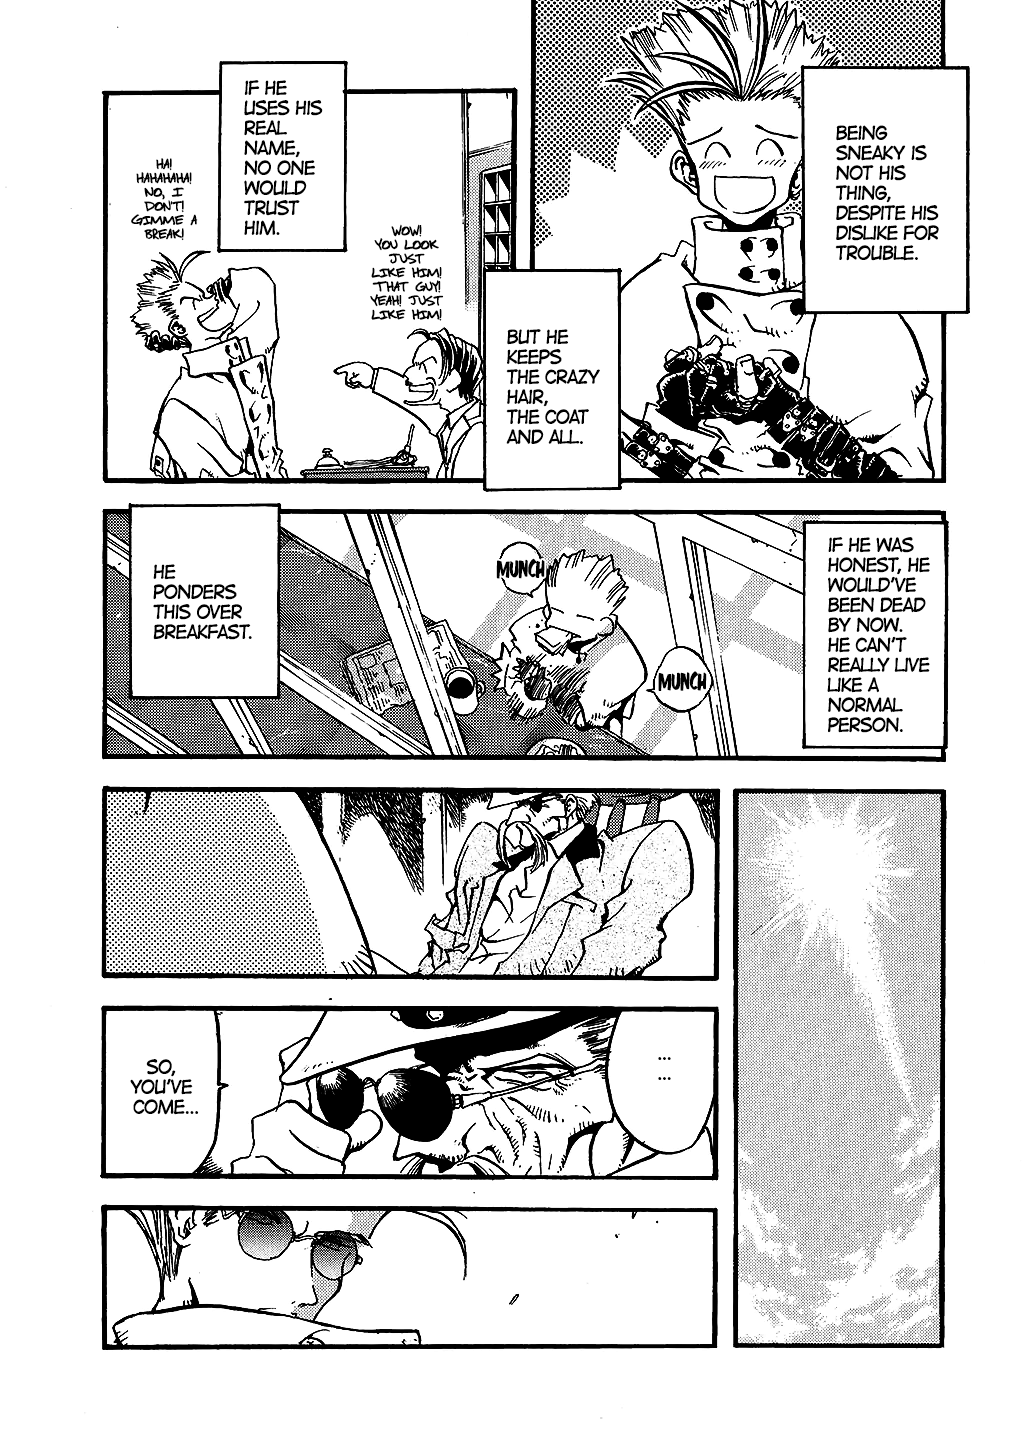 BEING
SNEAKY IS
NOT HIS
THING,
DESPITE HIS
DISLIKE FOR
TROUBLE.
IF HE
USES HIS
REAL
NAME,
NO ONE
WOULD
TRUST
HIM.
WOW!
YOU LOOK
JUST
LIKE HIM!
THAT GUY!
YEAH! JUST
LIKE HIM!
HA!
HAHAHAHA!
NO, I
DON'T!
GIMME A
BREAK!
BUT HE
KEEPS
THE CRAZY
HAIR,
THE COAT
AND ALL.
IF HE WAS
HONEST, HE
WOULD'VE
BEEN DEAD
BY NOW.
HE CAN'T
REALLY LIVE
LIKE A
NORMAL
PERSON.
MUNCH
MUNCH
HE
PONDERS
THIS OVER
BREAKFAST.
...
...
SO,
YOU'VE
COME...